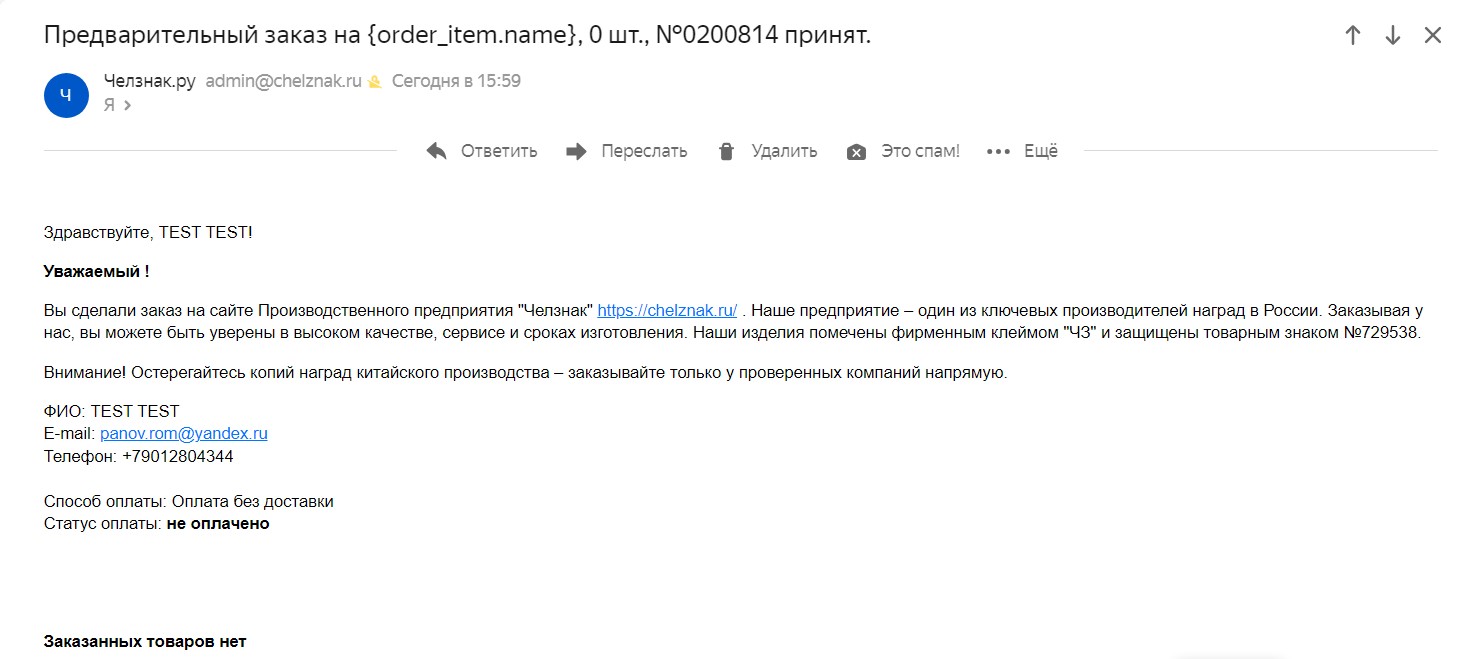 Предварительный заказ на {order_item.name}, 0 шт., №0200814 принят.
Ч
Челзнак.ру admin@chelznak.ru Сегодня в 15:59
Я
Ответить Переслать Удалить Это спам! Ещё
Здравствуйте, TEST TEST!
Уважаемый !
Вы сделали заказ на сайте Производственного предприятия "Челзнак" https://chelznak.ru/ . Наше предприятие – один из ключевых производителей наград в России. Заказывая у
нас, вы можете быть уверены в высоком качестве, сервисе и сроках изготовления. Наши изделия помечены фирменным клеймом "ЧЗ" и защищены товарным знаком №729538.
Внимание! Остерегайтесь копий наград китайского производства – заказывайте только у проверенных компаний напрямую.
ФИО: TEST TEST
E-mail: panov.rom@yandex.ru
Телефон: +79012804344
Способ оплаты: Оплата без доставки
Статус оплаты: не оплачено
Заказанных товаров нет